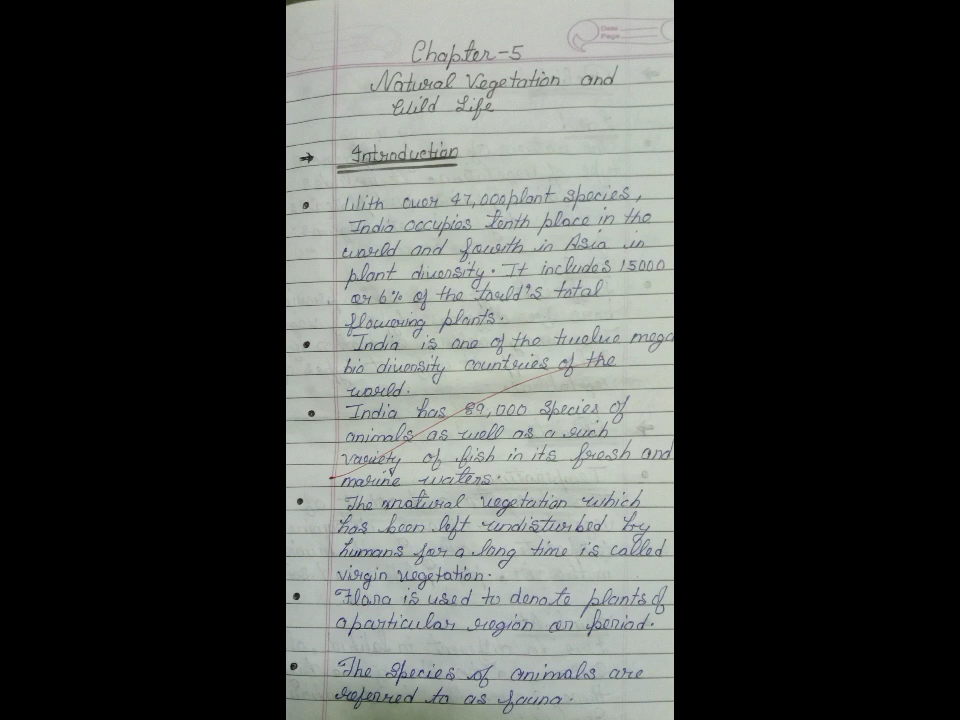 Date
Page
Chapter-5
Natural Vegetation and
Wild Life
→ Introduction
• With over 47,000 plant species,
India occupies tenth place in the
world and fourth in Asia in
plant diversity. It includes 15000
or 6% of the world's total
flowering plants.
• India is one of the twelve mega
bio diversity countries of the
world.
• India has 89,000 species of
animals as well as a rich
variety of fish in its fresh and
marine waters.
• The natural vegetation which
has been left undisturbed by
humans for a long time is called
virgin vegetation.
• Flora is used to denote plants of
a particular region or period.
• The species of animals are
referred to as fauna.